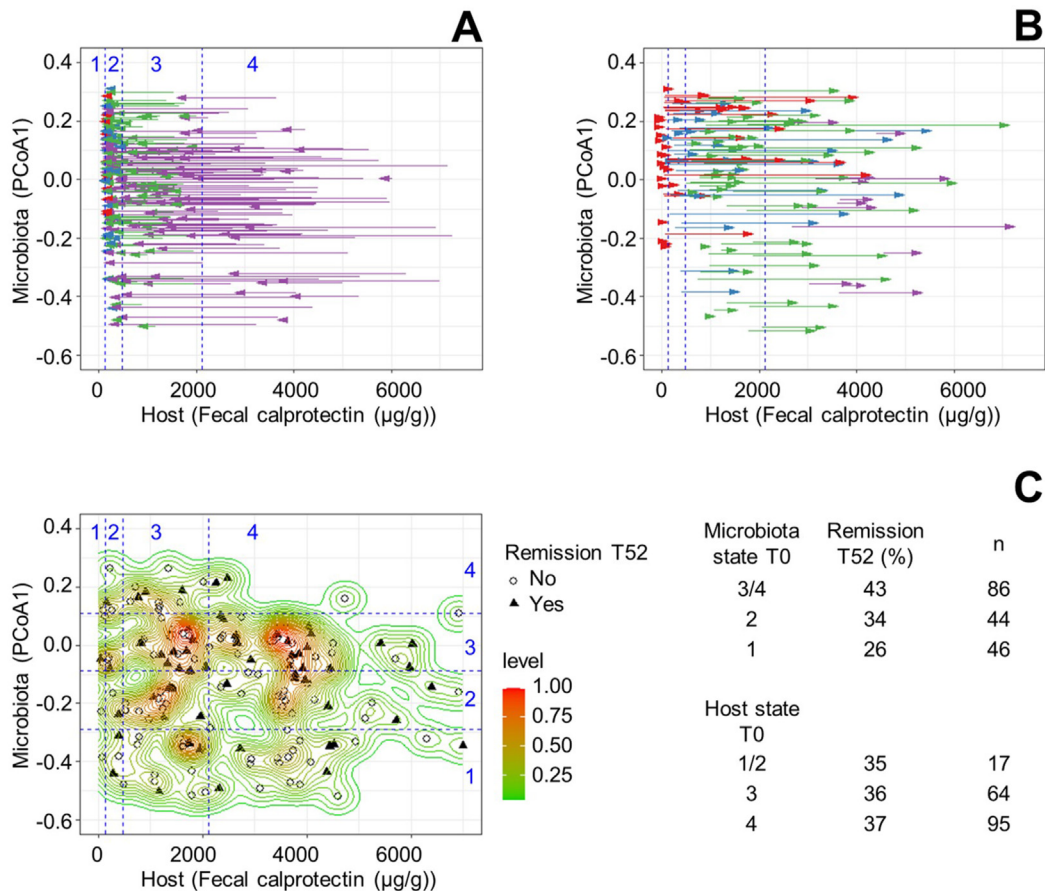 A
B
1 2 3 4
0.4
0.2
0.0
-0.2
-0.4
-0.6
Microbiota (PCoA1)
0 2000 4000 6000
Host (Fecal calprotectin (µg/g))
0.4
0.2
0.0
-0.2
-0.4
-0.6
Microbiota (PCoA1)
0 2000 4000 6000
Host (Fecal calprotectin (µg/g))
C
1 2 3 4
4
3
2
1
0.4
0.2
0.0
-0.2
-0.4
-0.6
Microbiota (PCoA1)
0 2000 4000 6000
Host (Fecal calprotectin (µg/g))
Remission T52
No
Yes
level
1.00
0.75
0.50
0.25
Microbiota Remission
state T0 T52 (%) n
3/4 43 86
2 34 44
1 26 46
Host state
T0
1/2 35 17
3 36 64
4 37 95